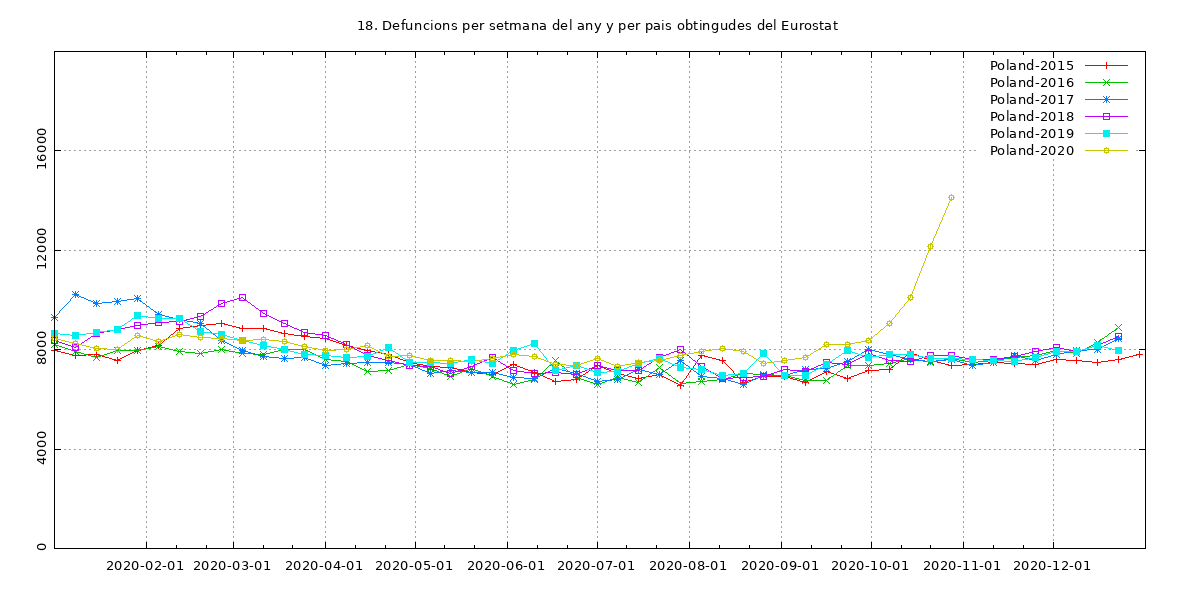 18. Defuncions per setmana del any y per pais obtingudes del Eurostat
Poland-2015
Poland-2016
Poland-2017
Poland-2018
Poland-2019
Poland-2020
16000
12000
8000
4000
0
2020-02-01 2020-03-01 2020-04-01 2020-05-01 2020-06-01 2020-07-01 2020-08-01 2020-09-01 2020-10-01 2020-11-01 2020-12-01